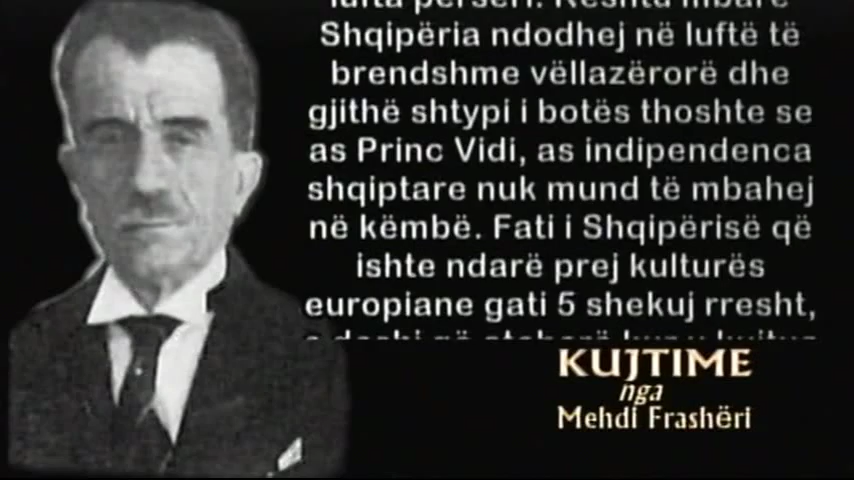 Shqipëria ndodhej në luftë të
brendshme vëllazërorë dhe
gjithë shtypi i botës thoshte se
as Princ Vidi, as indipendenca
shqiptare nuk mund të mbahej
në këmbë. Fati i Shqipërisë që
ishte ndarë prej kulturës
europiane gati 5 shekuj rresht,
KUJTIME
nga
Mehdi Frashëri